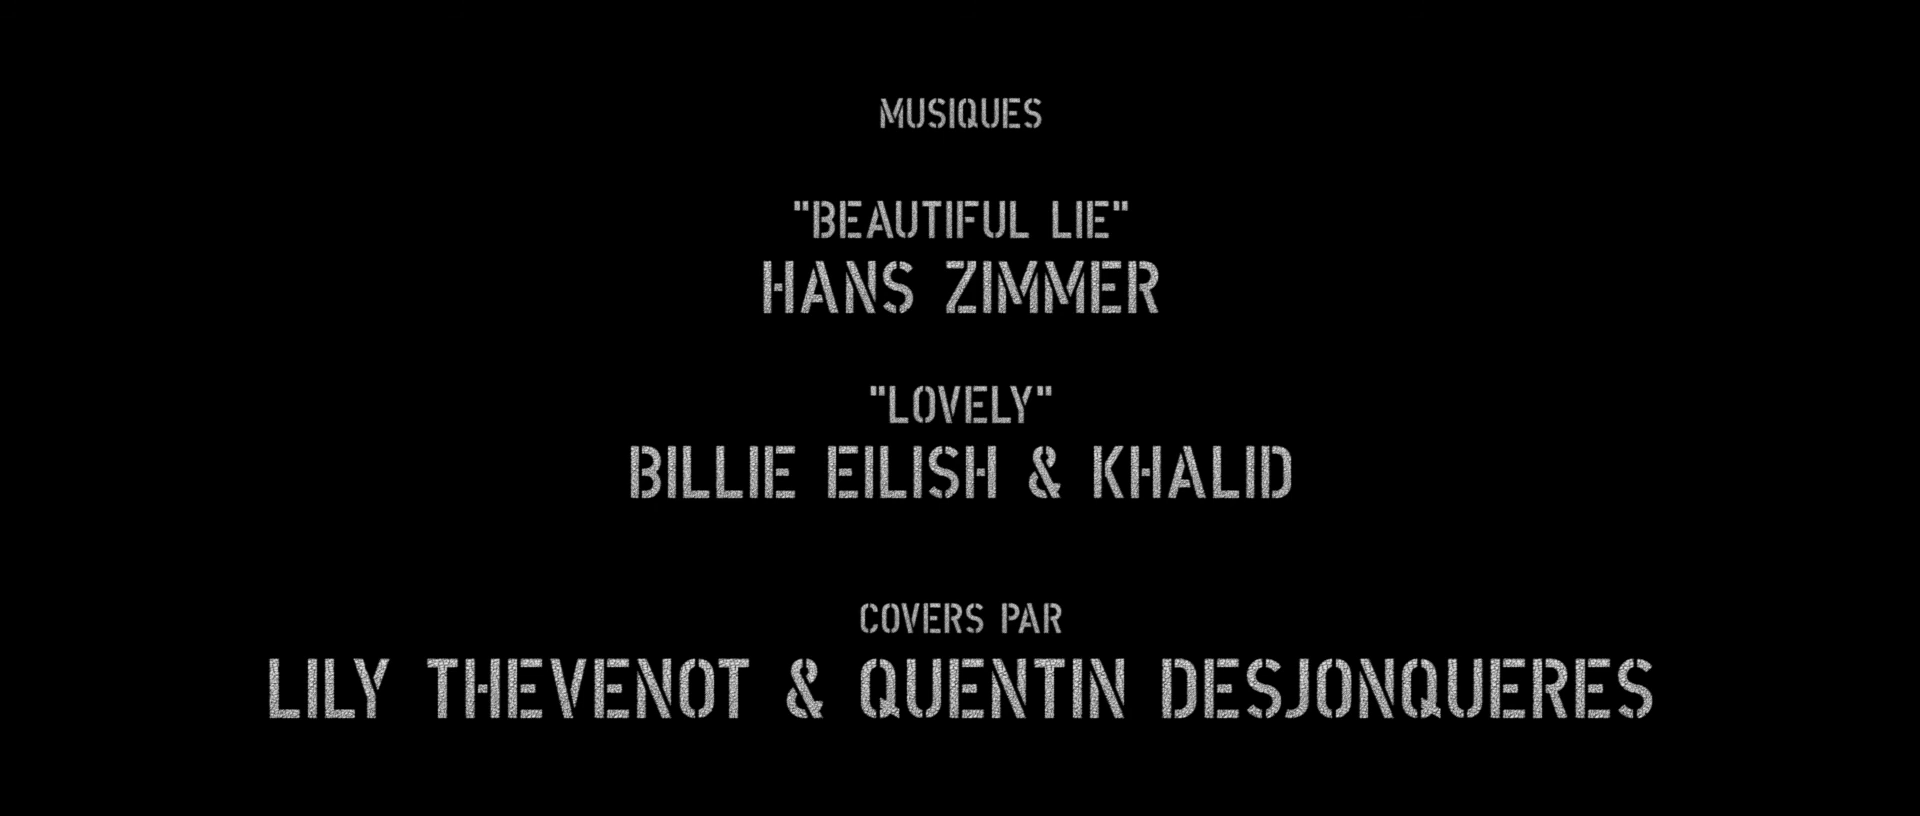 MUSIQUES
"BEAUTIFUL LIE"
HANS ZIMMER
"LOVELY"
BILLIE EILISH & KHALID
COVERS PAR
LILY THEVENOT & QUENTIN DESJONQUERES